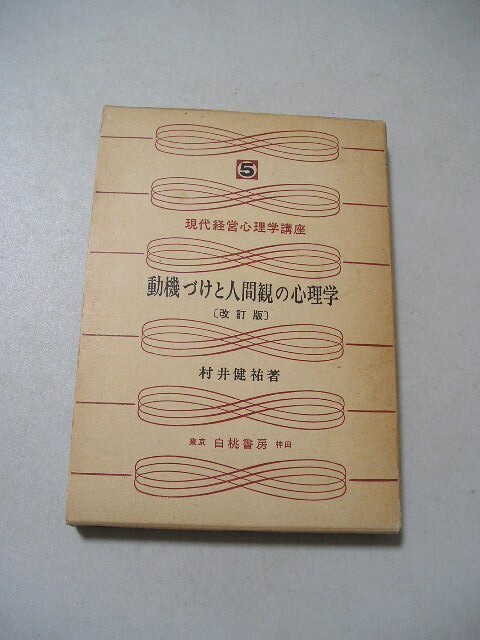 5
現代経営心理学講座
動機づけと人間観の心理学
〔改訂版〕
村井健祐著
東京 白桃書房 神田